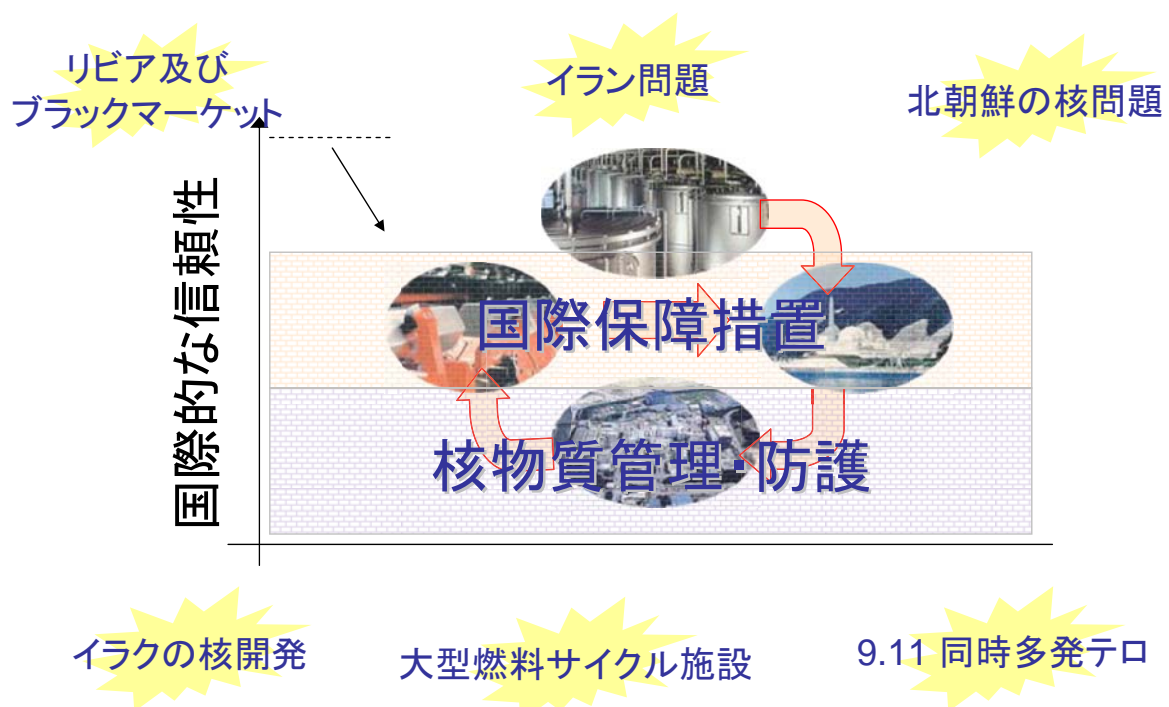 リビア及び
ブラックマーケット
イラン問題
北朝鮮の核問題
国際的な信頼性
国際保障措置
核物質管理・防護
イラクの核開発
大型燃料サイクル施設
9.11 同時多発テロ